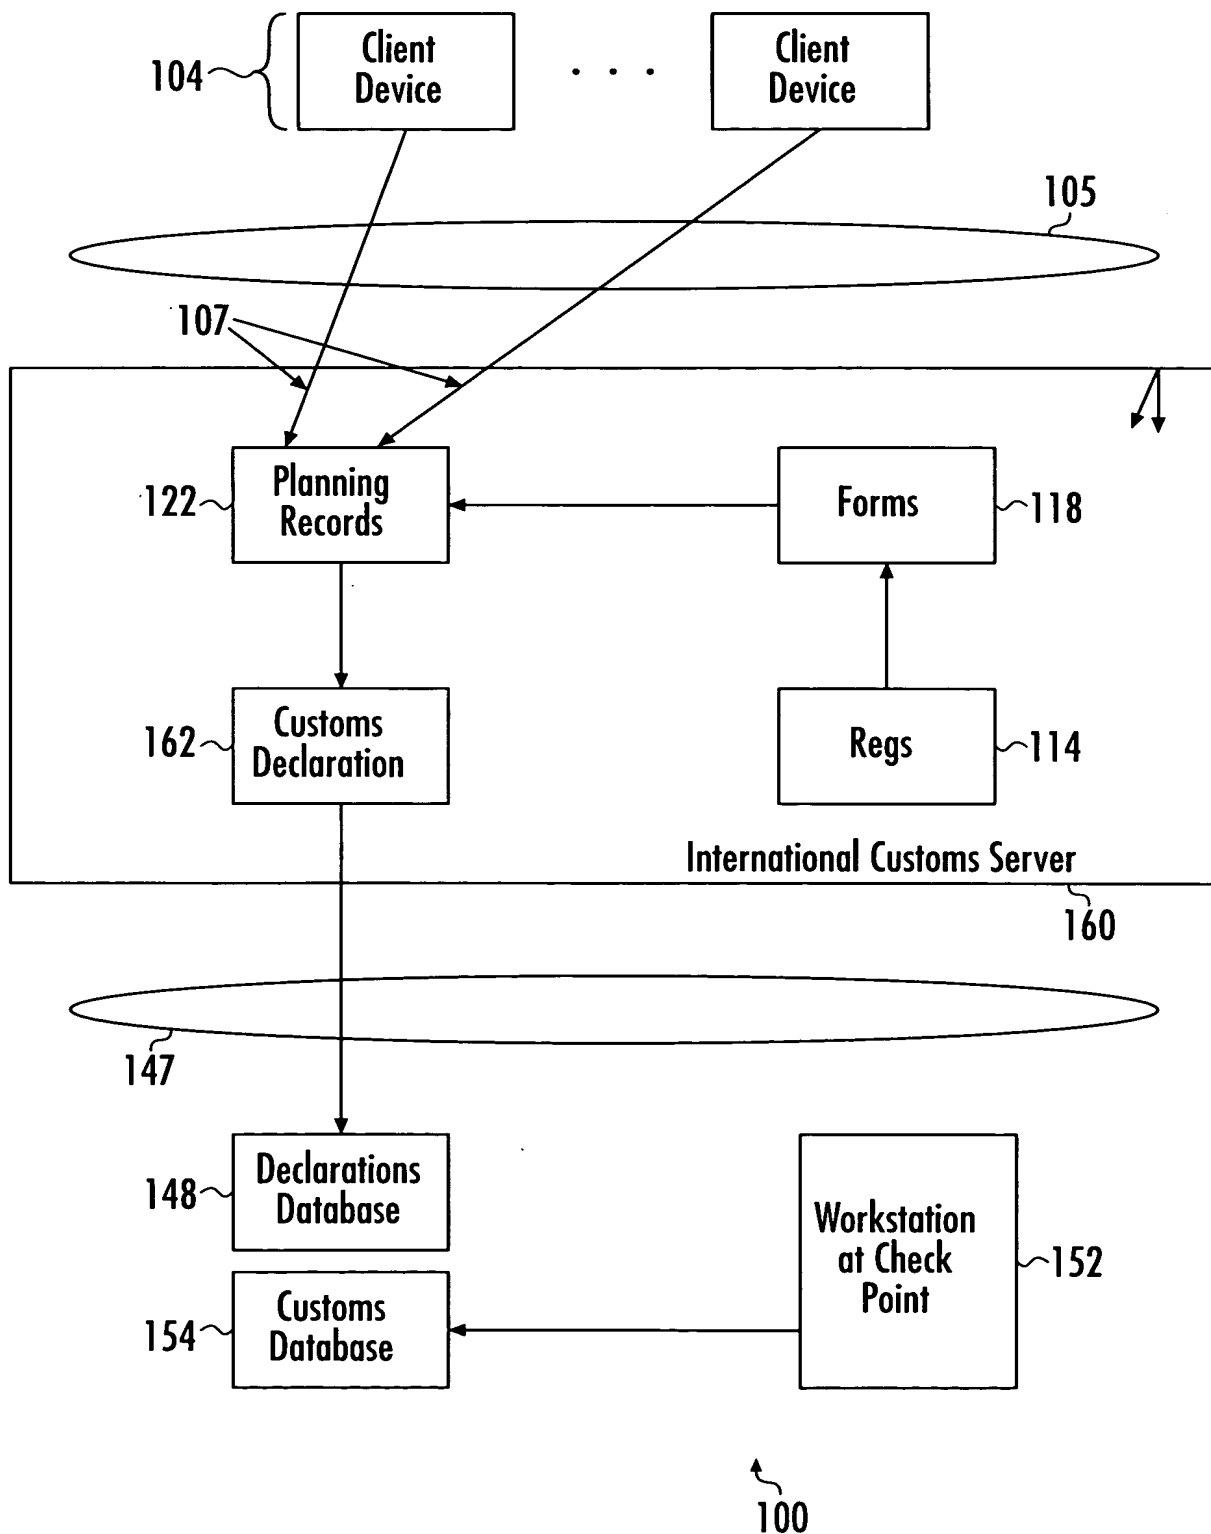 Client
Device
. . .
Client
Device
104
105
107
Planning
Records
122
Forms
118
Customs
Declaration
162
Regs
114
International Customs Server
160
147
Declarations
Database
148
Workstation
at Check
Point
152
Customs
Database
154
100